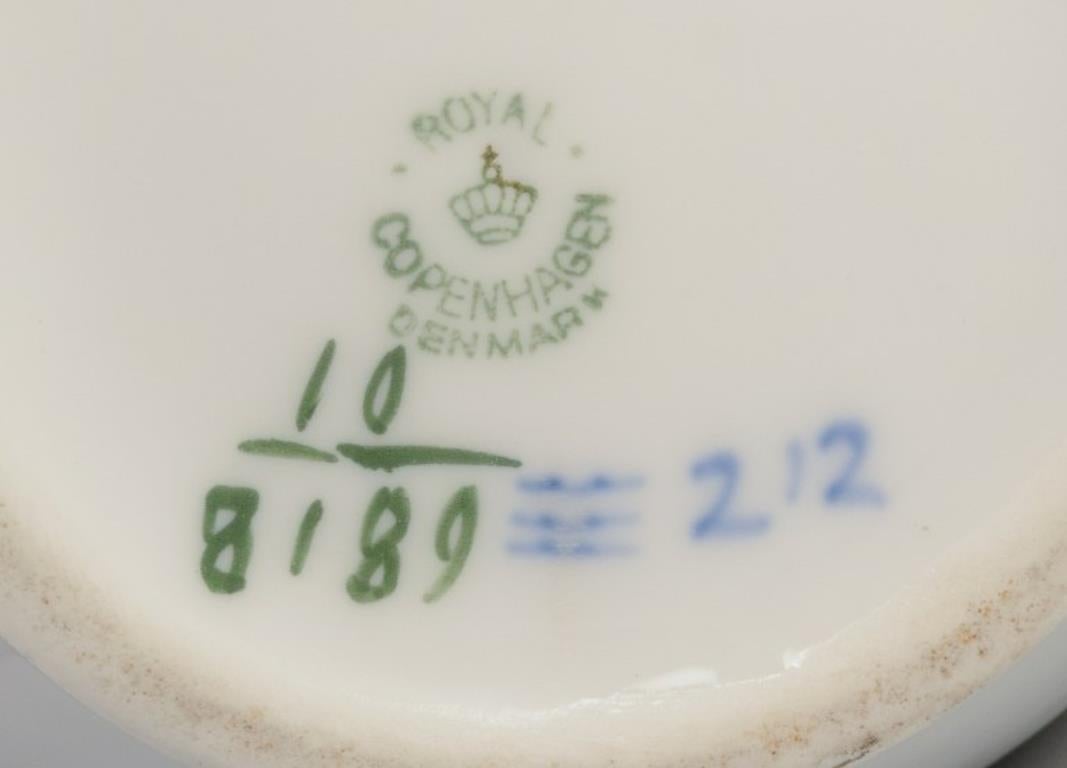 ROYAL
COPENHAGEN
DENMARK
10
8189
212